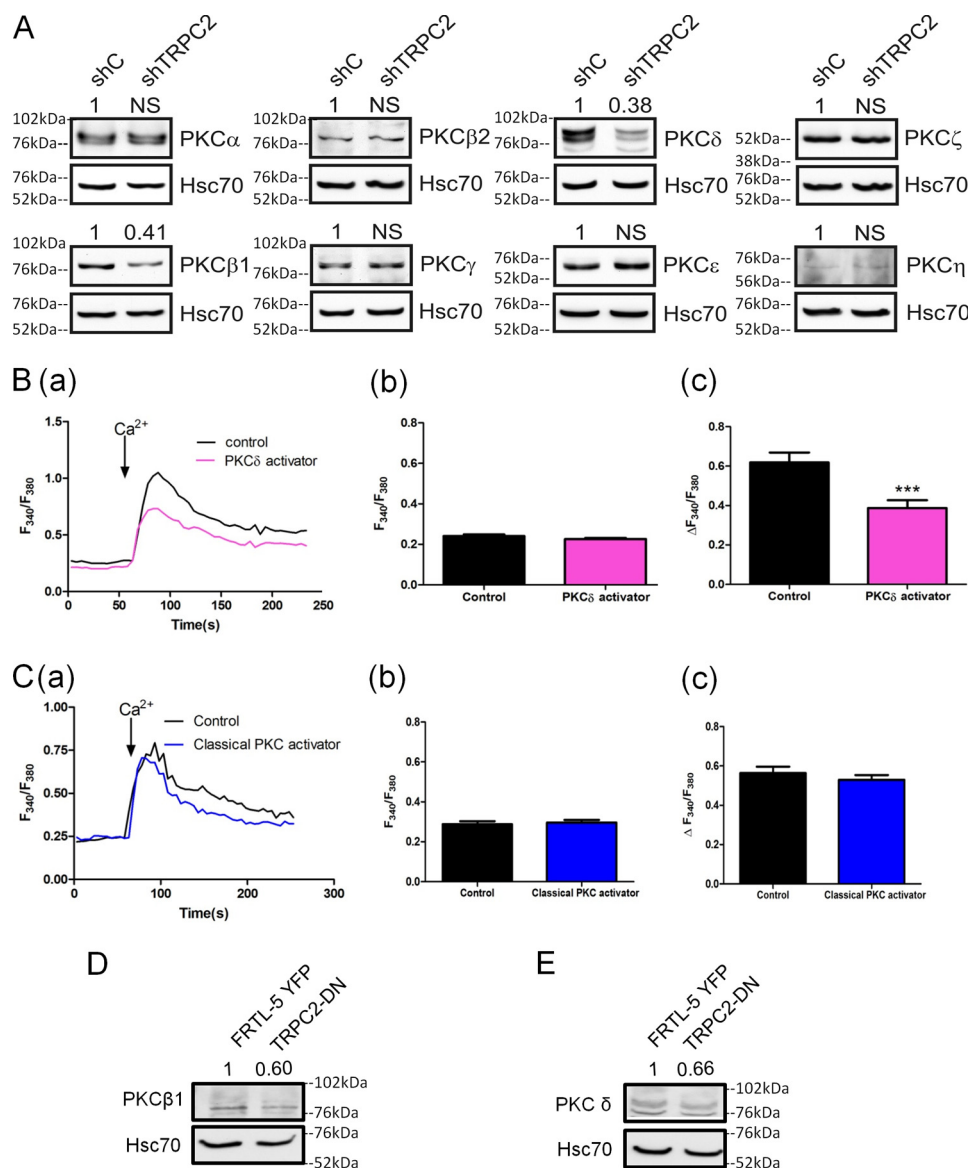 A
shC shTRPC2 shC shTRPC2 shC shTRPC2 shC shTRPC2
1 NS 1 NS 1 0.38 1 NS
102kDa
76kDa-- PKCα
76kDa--
52kDa-- Hsc70
102kDa
76kDa-- PKCβ2
76kDa--
52kDa-- Hsc70
102kDa--
76kDa-- PKCδ
76kDa--
52kDa-- Hsc70
52kDa-- PKCζ
38kDa--
76kDa--
52kDa-- Hsc70
1 0.41 1 NS 1 NS 1 NS
102kDa
76kDa-- PKCβ1
76kDa--
52kDa-- Hsc70
102kDa
76kDa-- PKCγ
76kDa--
52kDa-- Hsc70
76kDa--
52kDa-- PKCε
76kDa--
52kDa-- Hsc70
76kDa--
56kDa-- PKCη
76kDa--
52kDa-- Hsc70
B (a)
Ca2+
control
PKCδ activator
1.5
1.0
0.5
0.0
F340/F380
0 50 100 150 200 250
Time(s)
(b)
0.8
0.6
0.4
0.2
0.0
F340/F380
Control PKCδ activator
(c)
0.8
0.6
0.4
0.2
0.0
ΔF340/F380
***
Control PKCδ activator
C (a)
Ca2+
Control
Classical PKC activator
1.00
0.75
0.50
0.25
0.00
F340/F380
0 100 200 300
Time(s)
(b)
0.8
0.6
0.4
0.2
0.0
F340/F380
Control Classical PKC activator
(c)
0.8
0.6
0.4
0.2
0.0
Δ F340/F380
Control Classical PKC activator
D
FRTL-5 YFP TRPC2-DN
1 0.60
PKCβ1 --102kDa
--76kDa
Hsc70 --76kDa
--52kDa
E
FRTL-5 YFP TRPC2-DN
1 0.66
PKC δ --102kDa
--76kDa
Hsc70 --76kDa
--52kDa